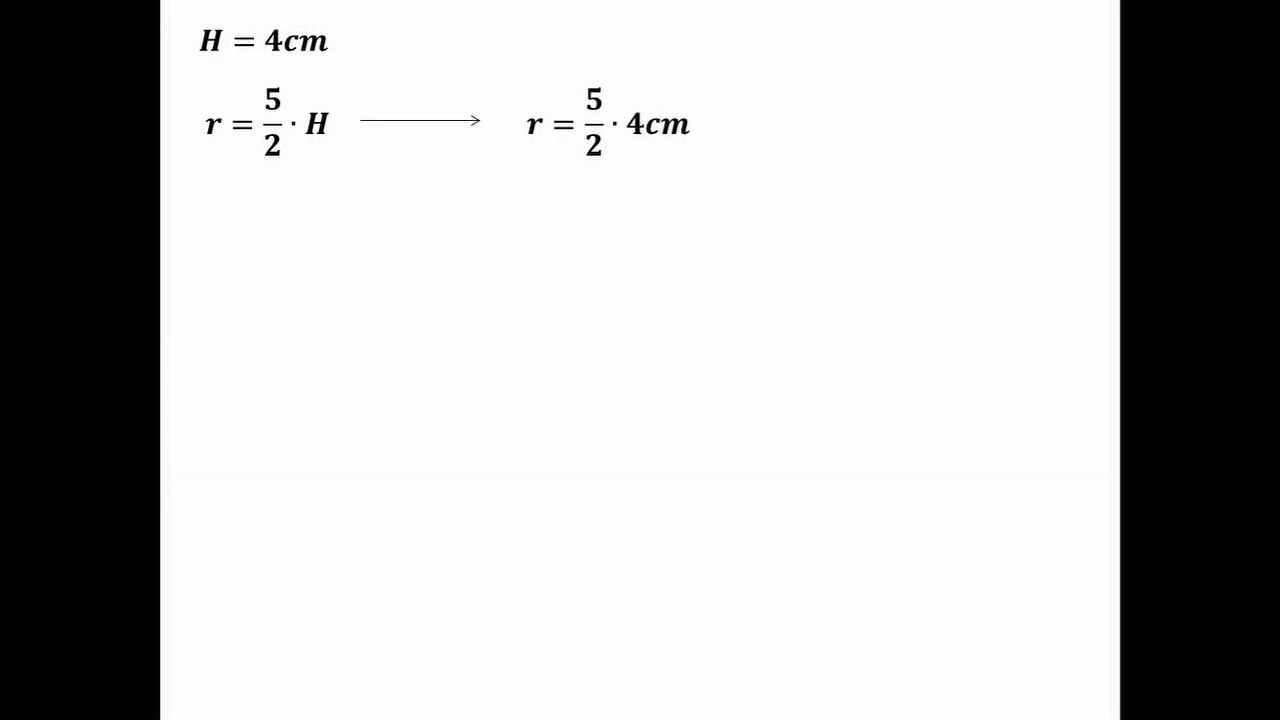 H = 4cm
r = 5/2 · H ⟶ r = 5/2 · 4cm